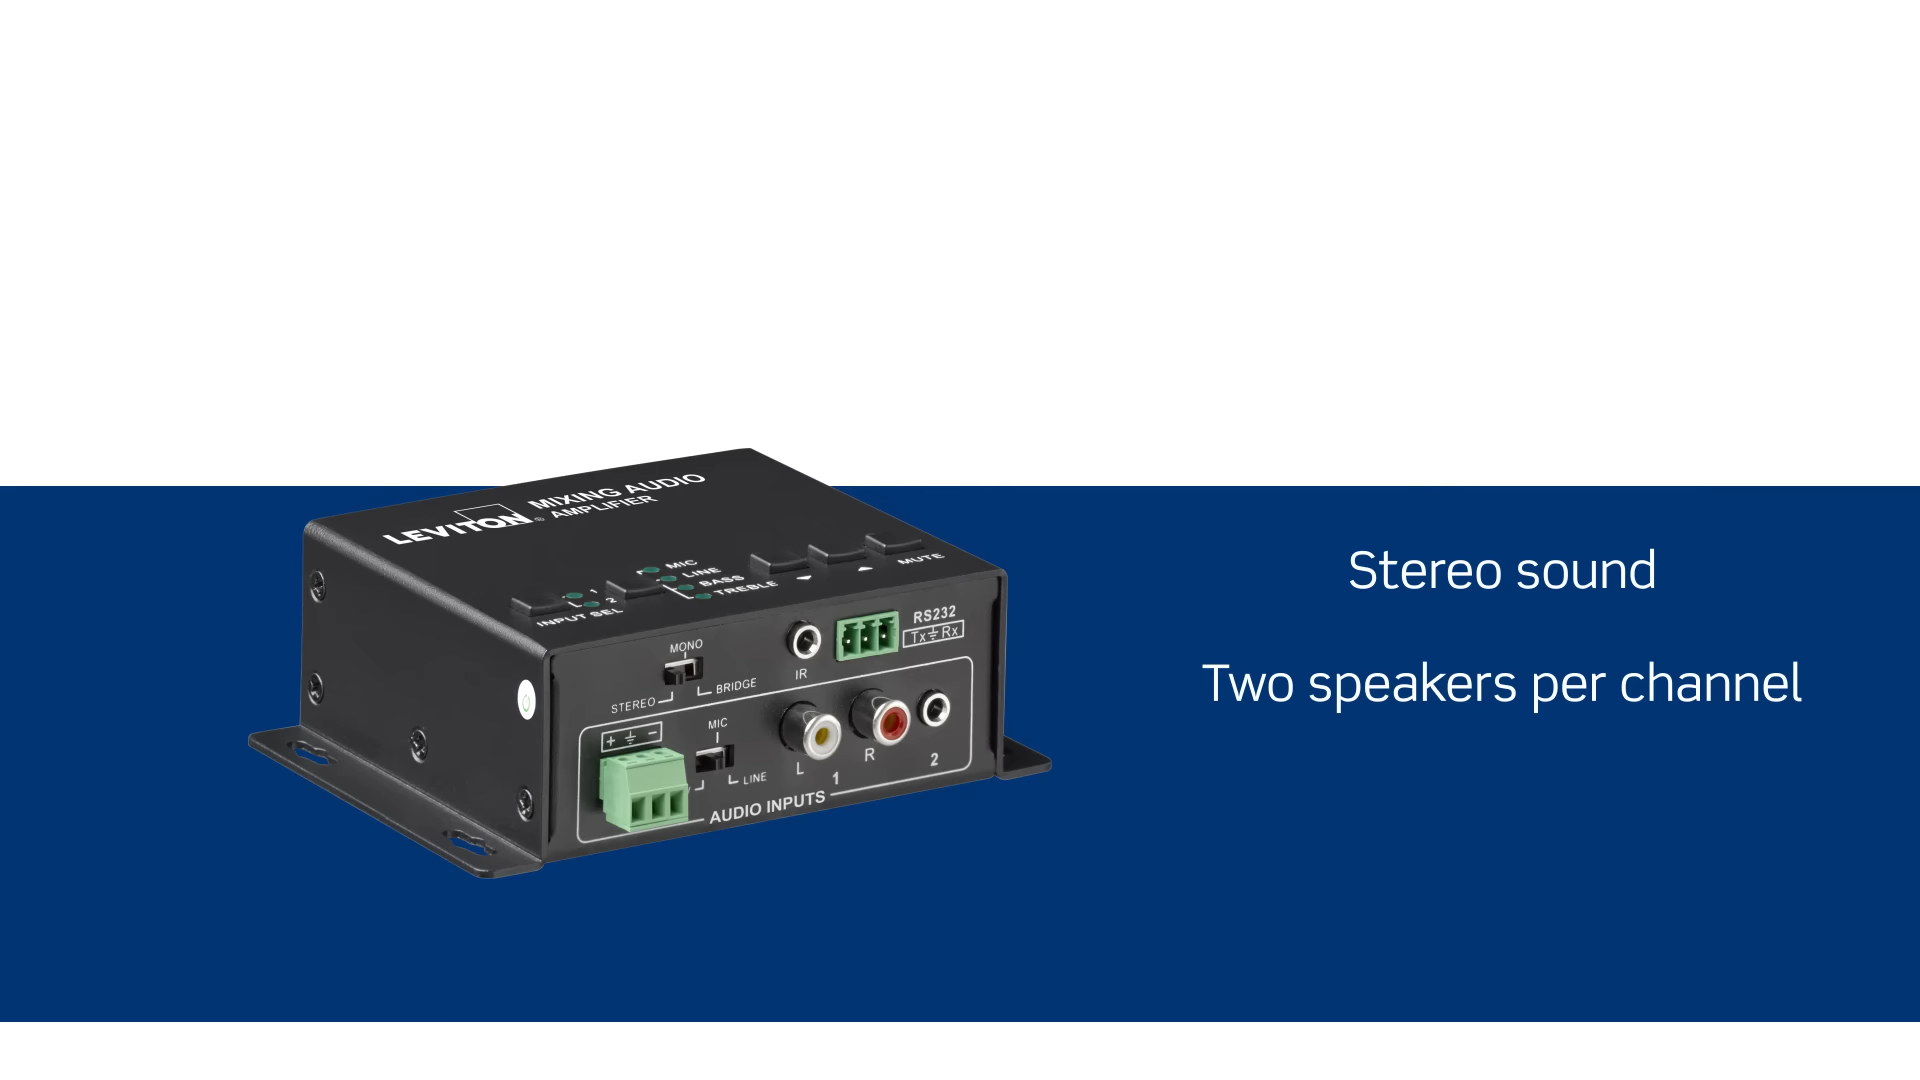 LEVITON® MIXING AUDIO
AMPLIFIER
MIC
LINE
BASS
TREBLE
1
2
INPUT SEL
MUTE
MONO
STEREO
BRIDGE
IR
RS232
Tx Rx
+ -
MIC
LINE
L
R
1
2
AUDIO INPUTS
Stereo sound
Two speakers per channel